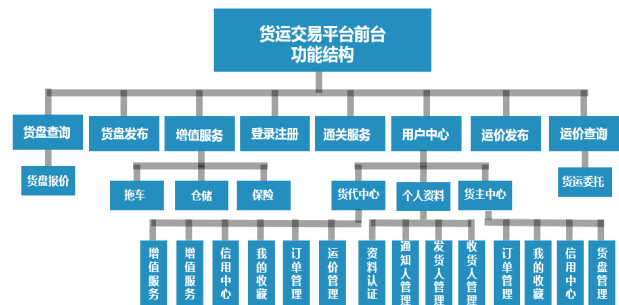 货运交易平台前台
功能结构
货盘查询
货盘发布
增值服务
登录注册
通关服务
用户中心
运价发布
运价查询
货盘报价
拖车
仓储
保险
货代中心
个人资料
货主中心
货运委托
增值服务
增值服务
信用中心
我的收藏
订单管理
运价管理
资料认证
通知人管理
发货人管理
收货人管理
订单管理
我的收藏
信用中心
货盘管理